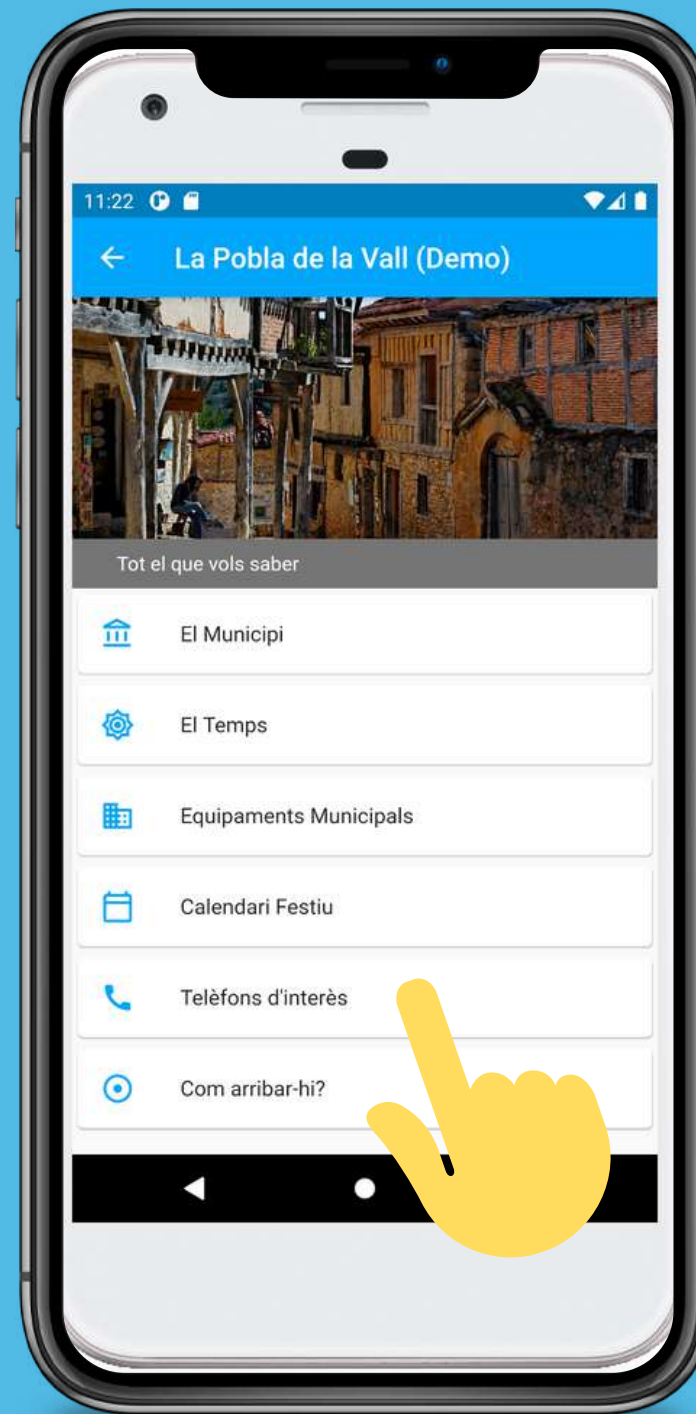 11:22
La Pobla de la Vall (Demo)
Tot el que vols saber
El Municipi
El Temps
Equipaments Municipals
Calendari Festiu
Telèfons d'interès
Com arribar-hi?